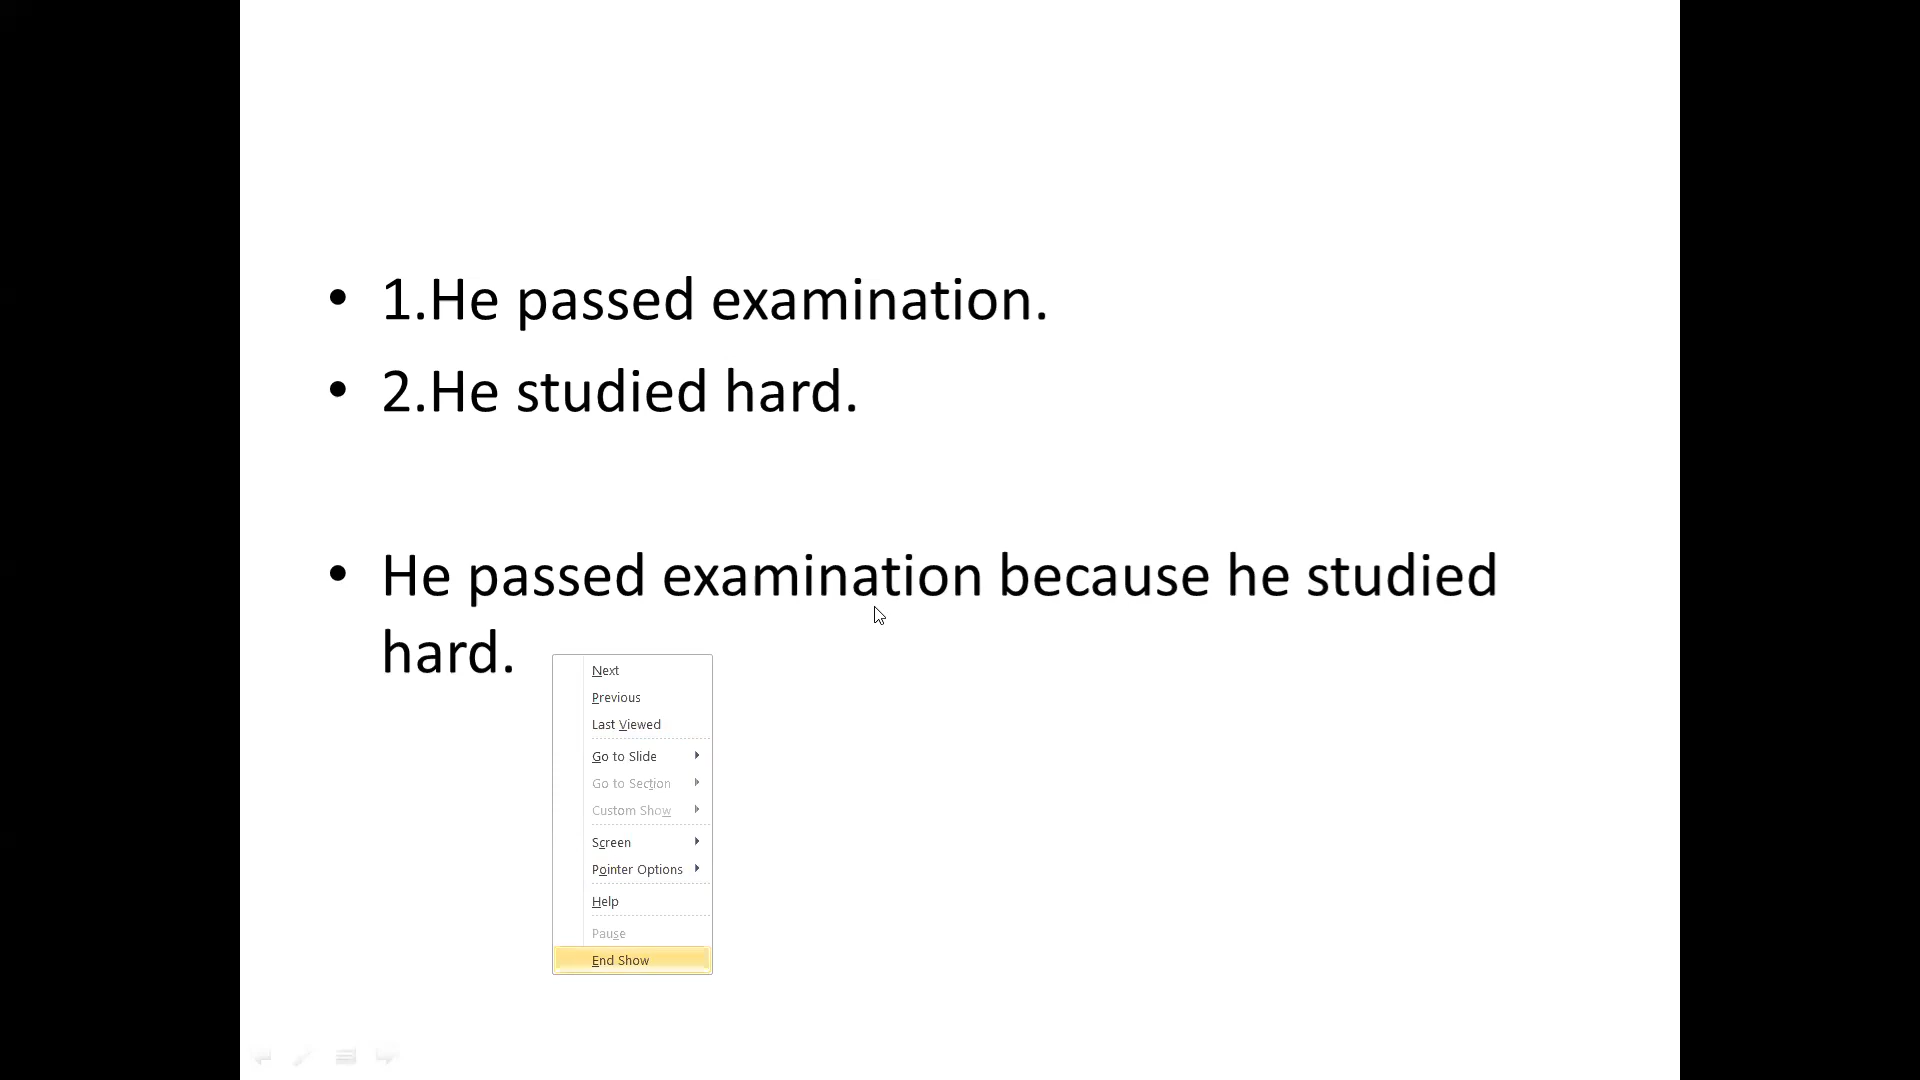 • 1.He passed examination.
• 2.He studied hard.
• He passed examination because he studied
hard.
Next
Previous
Last Viewed
Go to Slide
Go to Section
Custom Show
Screen
Pointer Options
Help
Pause
End Show